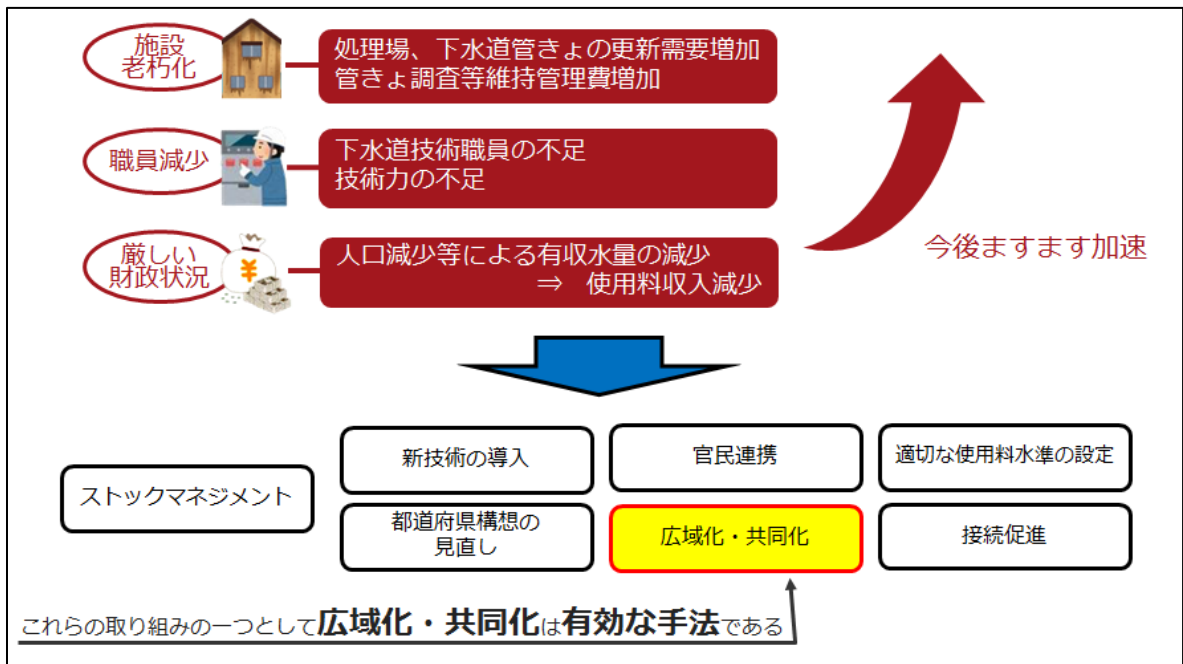 施設
老朽化
処理場、下水道管きょの更新需要増加
管きょ調査等維持管理費増加
職員減少
下水道技術職員の不足
技術力の不足
厳しい
財政状況
¥
人口減少等による有収水量の減少
⇒ 使用料収入減少
今後ますます加速
ストックマネジメント
新技術の導入
官民連携
適切な使用料水準の設定
都道府県構想の
見直し
広域化・共同化
接続促進
これらの取り組みの一つとして広域化・共同化は有効な手法である